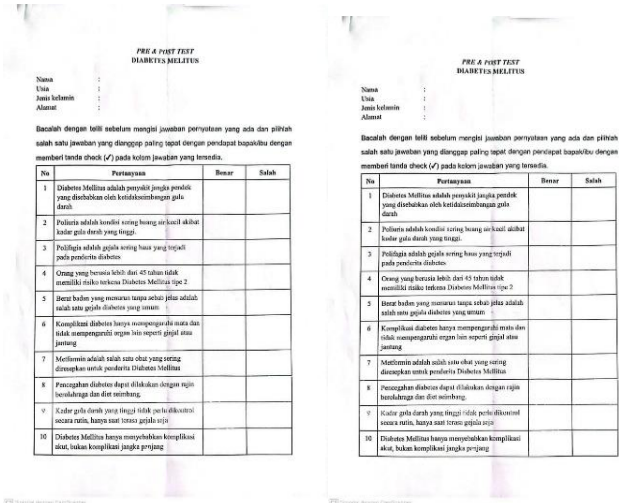 PRE & POST TEST
DIABETES MELITUS
Nama :
Usia :
Jenis kelamin :
Alamat :
Bacalah dengan teliti sebelum mengisi jawaban pernyataan yang ada dan pilihlah
salah satu jawaban yang dianggap paling tepat dengan pendapat bapak/ibu dengan
memberi tanda check (✓) pada kolom jawaban yang tersedia.
No Pertanyaan Benar Salah
1 Diabetes Mellitus adalah penyakit jangka pendek
yang disebabkan oleh ketidakseimbangan gula
darah
2 Poliuria adalah kondisi sering buang air kecil akibat
kadar gula darah yang tinggi.
3 Polifagia adalah gejala sering haus yang terjadi
pada penderita diabetes
4 Orang yang berusia lebih dari 45 tahun tidak
memiliki risiko terkena Diabetes Mellitus tipe 2
5 Berat badan yang menurun tanpa sebab jelas adalah
salah satu gejala diabetes yang umum
6 Komplikasi diabetes hanya mempengaruhi mata dan
tidak mempengaruhi organ lain seperti ginjal atau
jantung
7 Metformin adalah salah satu obat yang sering
diresepkan untuk penderita Diabetes Mellitus
8 Pencegahan diabetes dapat dilakukan dengan rajin
berolahraga dan diet seimbang.
9 Kadar gula darah yang tinggi tidak perlu dikontrol
secara rutin, hanya saat terasa gejala saja
10 Diabetes Mellitus hanya menyebabkan komplikasi
akut, bukan komplikasi jangka panjang
PRE & POST TEST
DIABETES MELITUS
Nama :
Usia :
Jenis kelamin :
Alamat :
Bacalah dengan teliti sebelum mengisi jawaban pernyataan yang ada dan pilihlah
salah satu jawaban yang dianggap paling tepat dengan pendapat bapak/ibu dengan
memberi tanda check (✓) pada kolom jawaban yang tersedia.
No Pertanyaan Benar Salah
1 Diabetes Mellitus adalah penyakit jangka pendek
yang disebabkan oleh ketidakseimbangan gula
darah
2 Poliuria adalah kondisi sering buang air kecil akibat
kadar gula darah yang tinggi.
3 Polifagia adalah gejala sering haus yang terjadi
pada penderita diabetes
4 Orang yang berusia lebih dari 45 tahun tidak
memiliki risiko terkena Diabetes Mellitus tipe 2
5 Berat badan yang menurun tanpa sebab jelas adalah
salah satu gejala diabetes yang umum
6 Komplikasi diabetes hanya mempengaruhi mata dan
tidak mempengaruhi organ lain seperti ginjal atau
jantung
7 Metformin adalah salah satu obat yang sering
diresepkan untuk penderita Diabetes Mellitus
8 Pencegahan diabetes dapat dilakukan dengan rajin
berolahraga dan diet seimbang.
9 Kadar gula darah yang tinggi tidak perlu dikontrol
secara rutin, hanya saat terasa gejala saja
10 Diabetes Mellitus hanya menyebabkan komplikasi
akut, bukan komplikasi jangka panjang